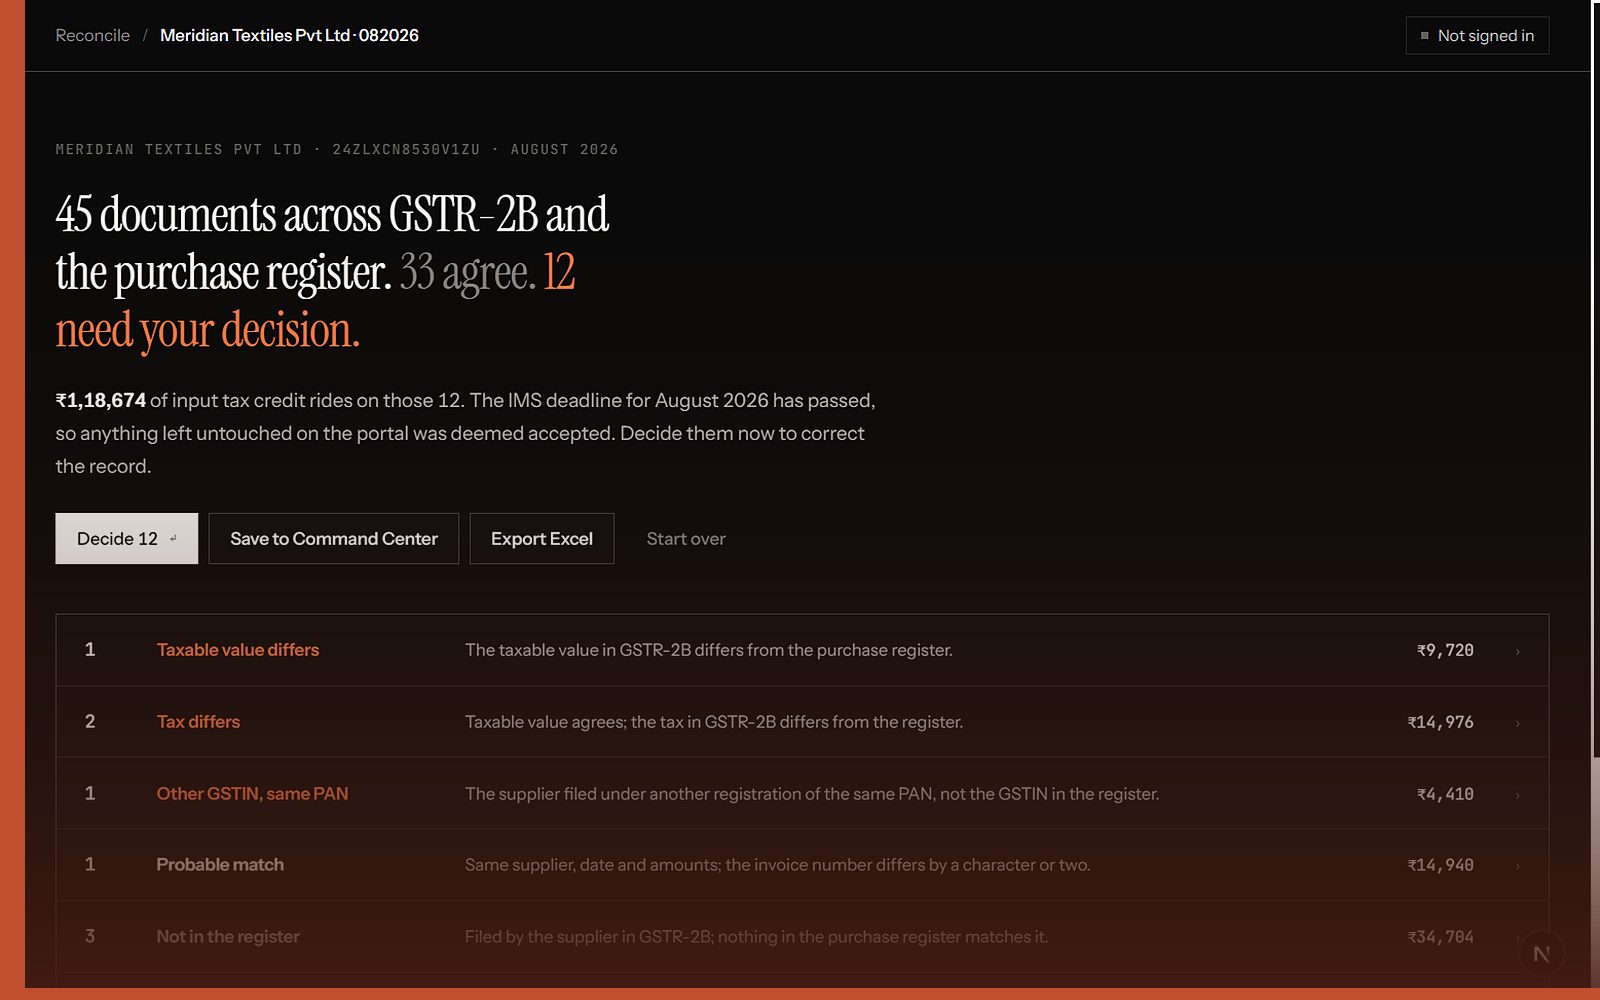 Reconcile / Meridian Textiles Pvt Ltd · 082026
Not signed in
MERIDIAN TEXTILES PVT LTD · 24ZLXCN8530V1ZU · AUGUST 2026
45 documents across GSTR-2B and
the purchase register. 33 agree. 12
need your decision.
₹1,18,674 of input tax credit rides on those 12. The IMS deadline for August 2026 has passed,
so anything left untouched on the portal was deemed accepted. Decide them now to correct
the record.
Decide 12 ↲ Save to Command Center Export Excel Start over
1 Taxable value differs The taxable value in GSTR-2B differs from the purchase register. ₹9,720 ›
2 Tax differs Taxable value agrees; the tax in GSTR-2B differs from the register. ₹14,976 ›
1 Other GSTIN, same PAN The supplier filed under another registration of the same PAN, not the GSTIN in the register. ₹4,410 ›
1 Probable match Same supplier, date and amounts; the invoice number differs by a character or two. ₹14,940 ›
3 Not in the register Filed by the supplier in GSTR-2B; nothing in the purchase register matches it. ₹34,704 ›
N